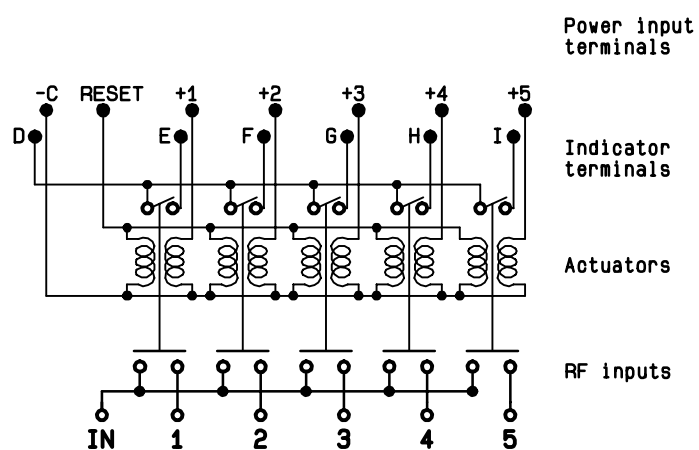 Power input
terminals
-C RESET +1 +2 +3 +4 +5
D E F G H I
Indicator
terminals
Actuators
RF inputs
IN 1 2 3 4 5